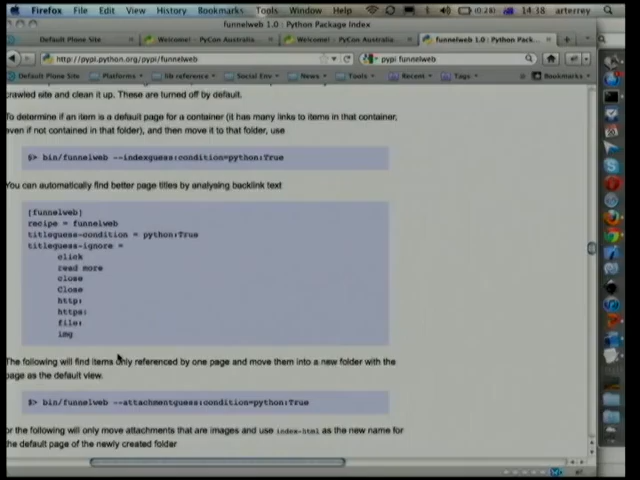 Firefox File Edit View History Bookmarks Tools Window (0:28) 14:38 arterrey
funnelweb 1.0 : Python Package Index
Default Plone Site Welcome! — PyCon Australia... Welcome! — PyCon Australia... funnelweb 1.0 : Python Pack...
http://pypi.python.org/pypi/funnelweb pypi funnelweb
Default Plone Site Platforms lib reference Social Env News Tools Recent Tags Bookmarks
crawled site and clean it up. These are turned off by default.
To determine if an item is a default page for a container (it has many links to items in that container,
even if not contained in that folder), and then move it to that folder, use
$> bin/funnelweb --indexguess:condition=python:True
You can automatically find better page titles by analysing backlink text
[funnelweb]
recipe = funnelweb
titleguess-condition = python:True
titleguess-ignore =
click
read more
close
Close
http:
https:
file:
img
The following will find items only referenced by one page and move them into a new folder with the
page as the default view.
$> bin/funnelweb --attachmentguess:condition=python:True
or the following will only move attachments that are images and use index-html as the new name for
the default page of the newly created folder